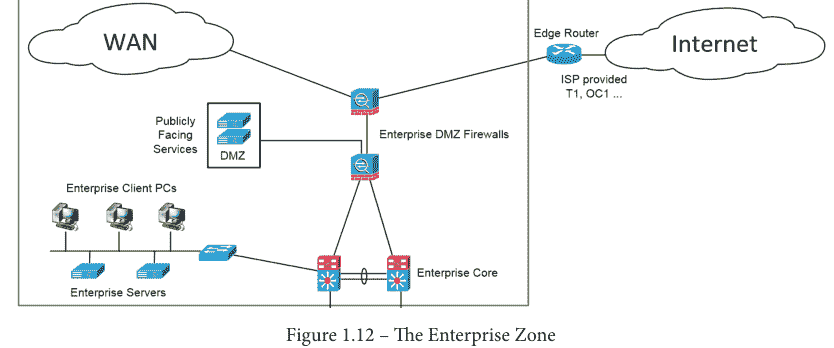 WAN
Edge Router
Internet
ISP provided
T1, OC1 ...
Publicly
Facing
Services
DMZ
Enterprise DMZ Firewalls
Enterprise Client PCs
Enterprise Servers
Enterprise Core
Figure 1.12 – The Enterprise Zone